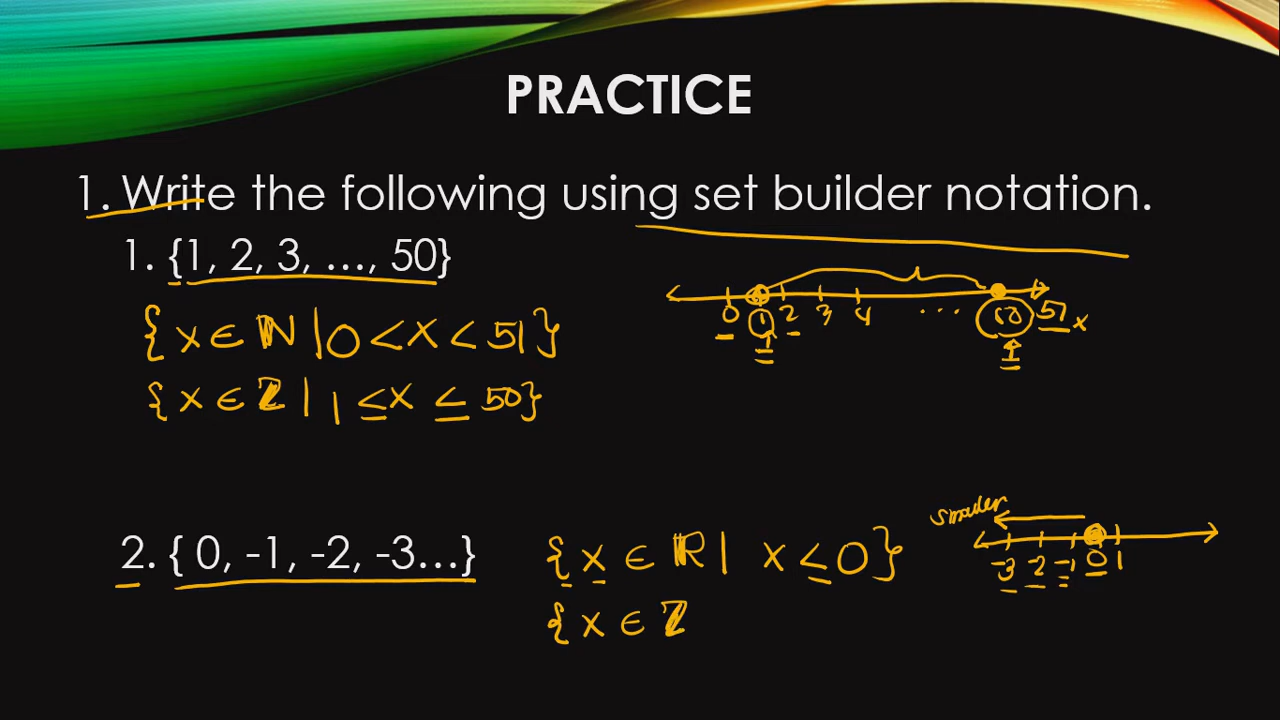 PRACTICE
1. Write the following using set builder notation.
1. {1, 2, 3, …, 50}
{ x ∈ ℕ | 0 < x < 51 }
{ x ∈ ℤ | 1 ≤ x ≤ 50 }
0 1 2 3 4 ... 50 51 x
2. { 0, -1, -2, -3…}
{ x ∈ ℝ | x ≤ 0 }
{ x ∈ ℤ
smaller
-3 -2 -1 0 1